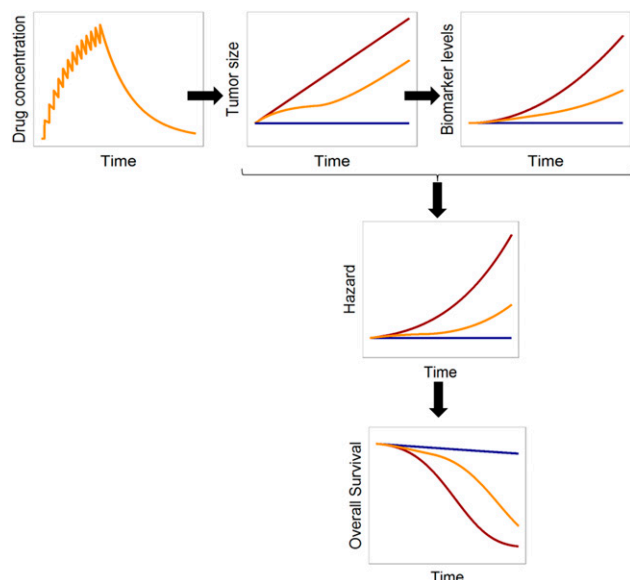 Drug concentration
Time
Tumor size
Time
Biomarker levels
Time
Hazard
Time
Overall Survival
Time